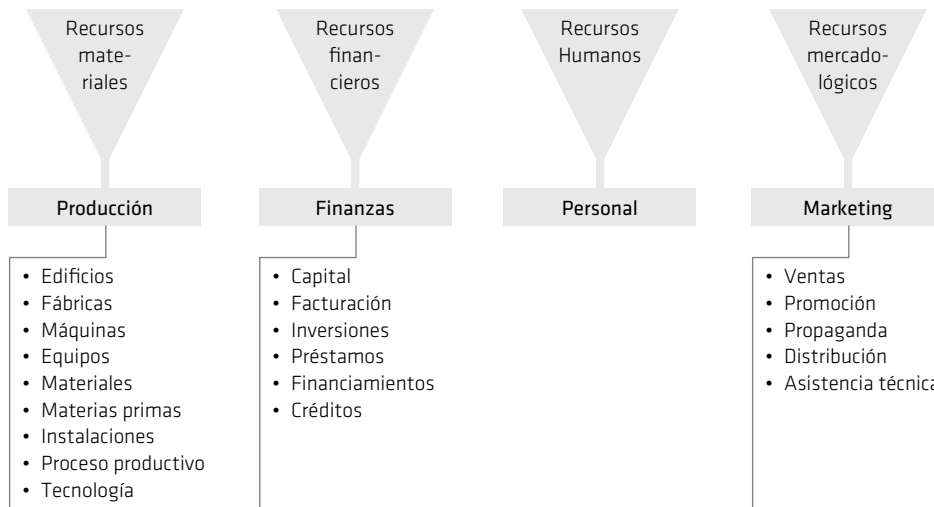 Recursos
mate-
riales
Recursos
finan-
cieros
Recursos
Humanos
Recursos
mercado-
lógicos
Producción
Finanzas
Personal
Marketing
• Edificios
• Fábricas
• Máquinas
• Equipos
• Materiales
• Materias primas
• Instalaciones
• Proceso productivo
• Tecnología
• Capital
• Facturación
• Inversiones
• Préstamos
• Financiamientos
• Créditos
• Ventas
• Promoción
• Propaganda
• Distribución
• Asistencia técnica